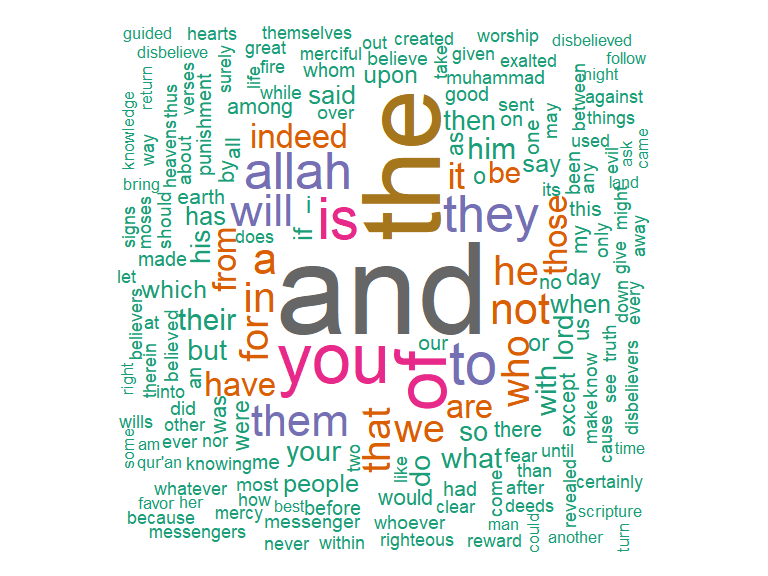 guided hearts themselves out created worship disbelieved
disbelieve great merciful believe given exalted follow
surely life fire whom upon take muhammad night
knowledge return thus verses while said good sent between against
heavens about punishment among over then on one may used things
way by all indeed the as him say been any evil ask came
bring allah it o be its land
signs moses should earth has his will i is they those this my only might
does if
made from a he no day down give away
let which in and not when every
believers at their for our or lord us truth
right therein believed but you of to who with except make know see disbelievers
into an have are
wills did was were them that we so there cause time
some other
am ever nor your two like do what fear until
qur'an knowing me than certainly
whatever most people would had come after revealed
favor her how best before clear deeds scripture
because mercy messenger whoever man could another turn
messengers never within righteous reward